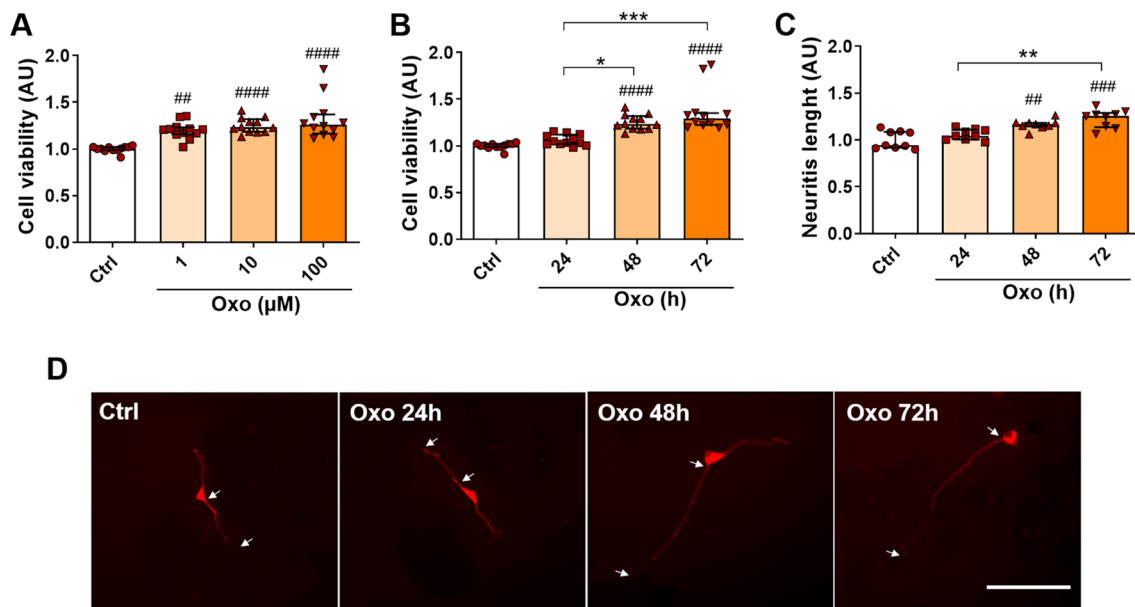 A
Cell viability (AU)
2.0
1.5
1.0
0.5
0.0
##
####
####
Ctrl
1
10
100
Oxo (µM)
B
Cell viability (AU)
2.0
1.5
1.0
0.5
0.0
***
*
####
####
Ctrl
24
48
72
Oxo (h)
C
Neuritis lenght (AU)
2.0
1.5
1.0
0.5
0.0
**
##
###
Ctrl
24
48
72
Oxo (h)
D
Ctrl
Oxo 24h
Oxo 48h
Oxo 72h